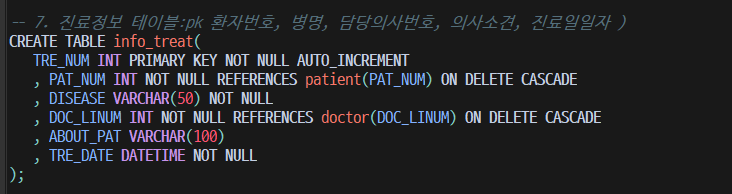 -- 7. 진료정보 테이블:pk 환자번호, 병명, 담당의사번호, 의사소견, 진료일일자 )
CREATE TABLE info_treat(
TRE_NUM INT PRIMARY KEY NOT NULL AUTO_INCREMENT
, PAT_NUM INT NOT NULL REFERENCES patient(PAT_NUM) ON DELETE CASCADE
, DISEASE VARCHAR(50) NOT NULL
, DOC_LINUM INT NOT NULL REFERENCES doctor(DOC_LINUM) ON DELETE CASCADE
, ABOUT_PAT VARCHAR(100)
, TRE_DATE DATETIME NOT NULL
);